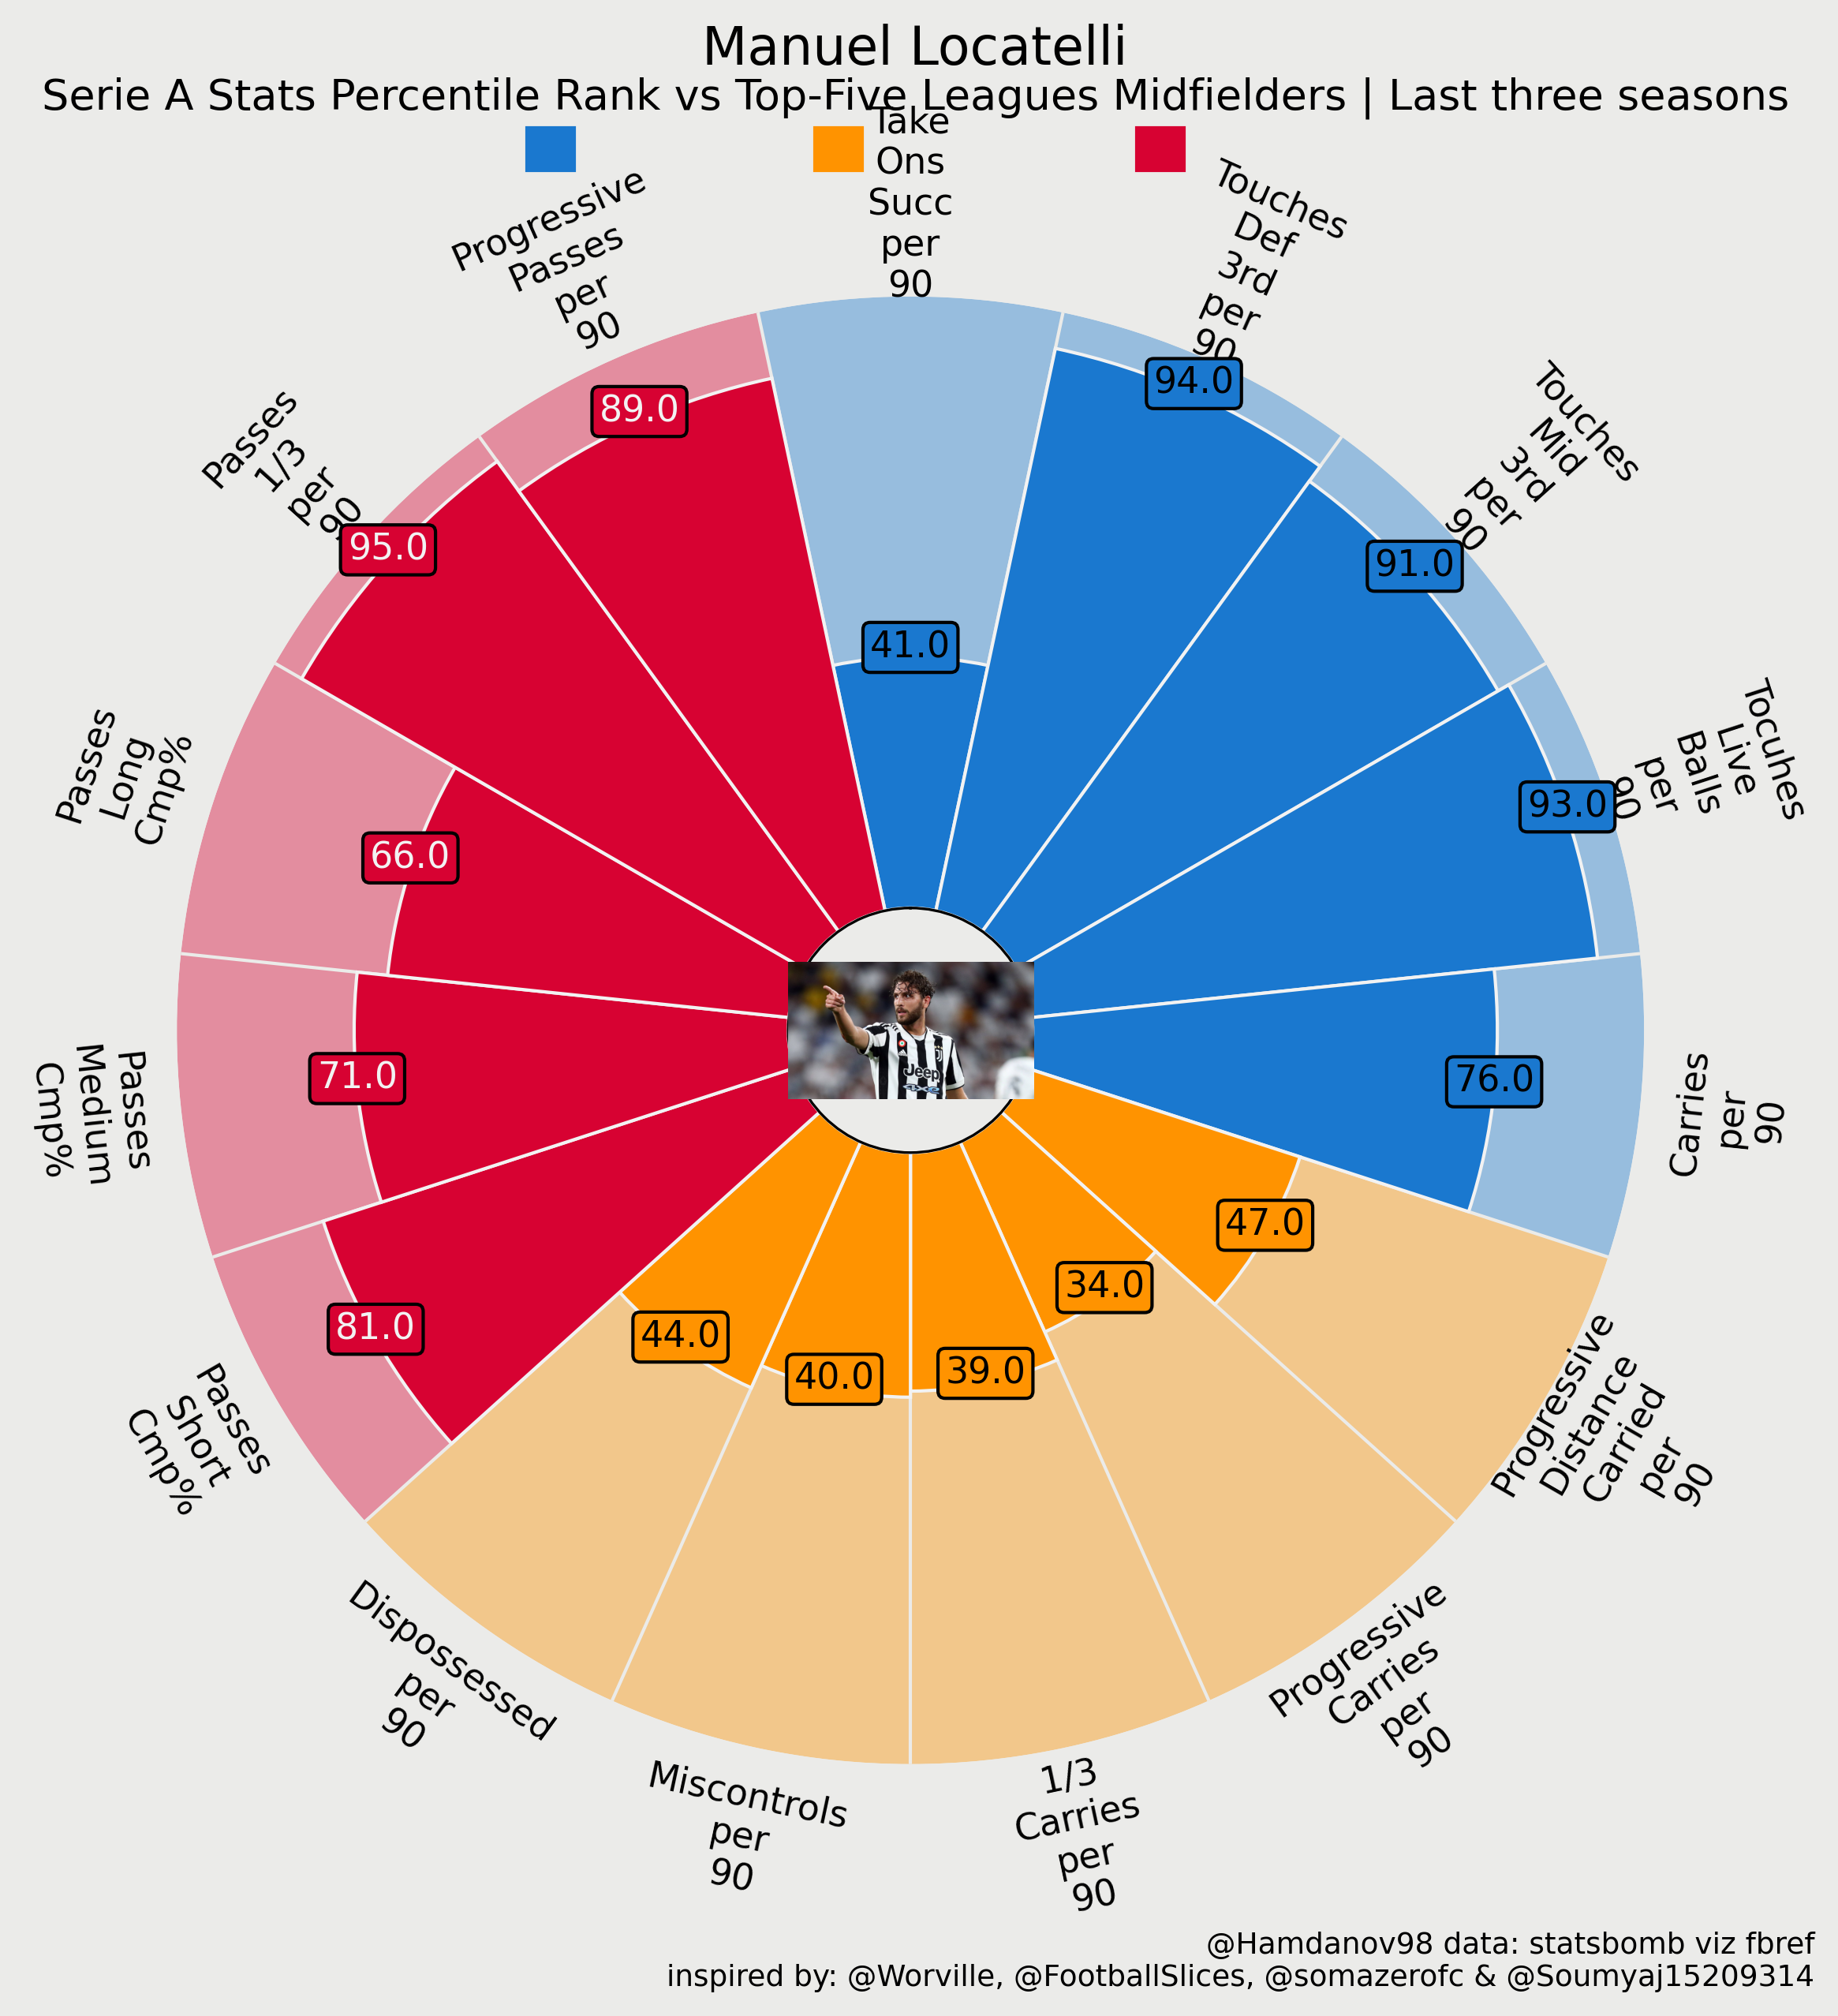 Manuel Locatelli
Serie A Stats Percentile Rank vs Top-Five Leagues Midfielders | Last three seasons
Take
Ons
Succ
per
90
41.0
Touches
Def
3rd
per
90
94.0
Touches
Mid
3rd
per
90
91.0
Tocuhes
Live
Balls
per
90
93.0
Carries
per
90
76.0
Progressive
Distance
Carried
per
90
47.0
Progressive
Carries
per
90
34.0
1/3
Carries
per
90
39.0
Miscontrols
per
90
40.0
Dispossessed
per
90
44.0
Passes
Short
Cmp%
81.0
Passes
Medium
Cmp%
71.0
Passes
Long
Cmp%
66.0
Passes
1/3
per
90
95.0
Progressive
Passes
per
90
89.0
Jeep
@Hamdanov98 data: statsbomb viz fbref
inspired by: @Worville, @FootballSlices, @somazerofc & @Soumyaj15209314